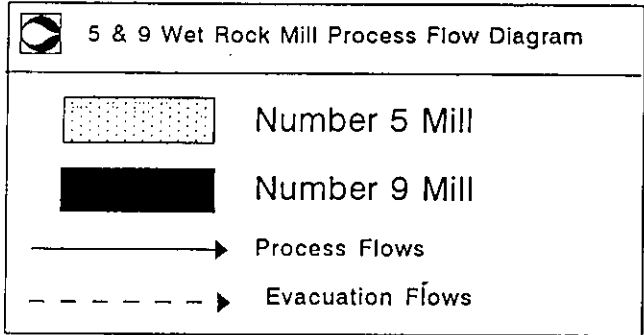 5 & 9 Wet Rock Mill Process Flow Diagram
Number 5 Mill
Number 9 Mill
Process Flows
Evacuation Flows